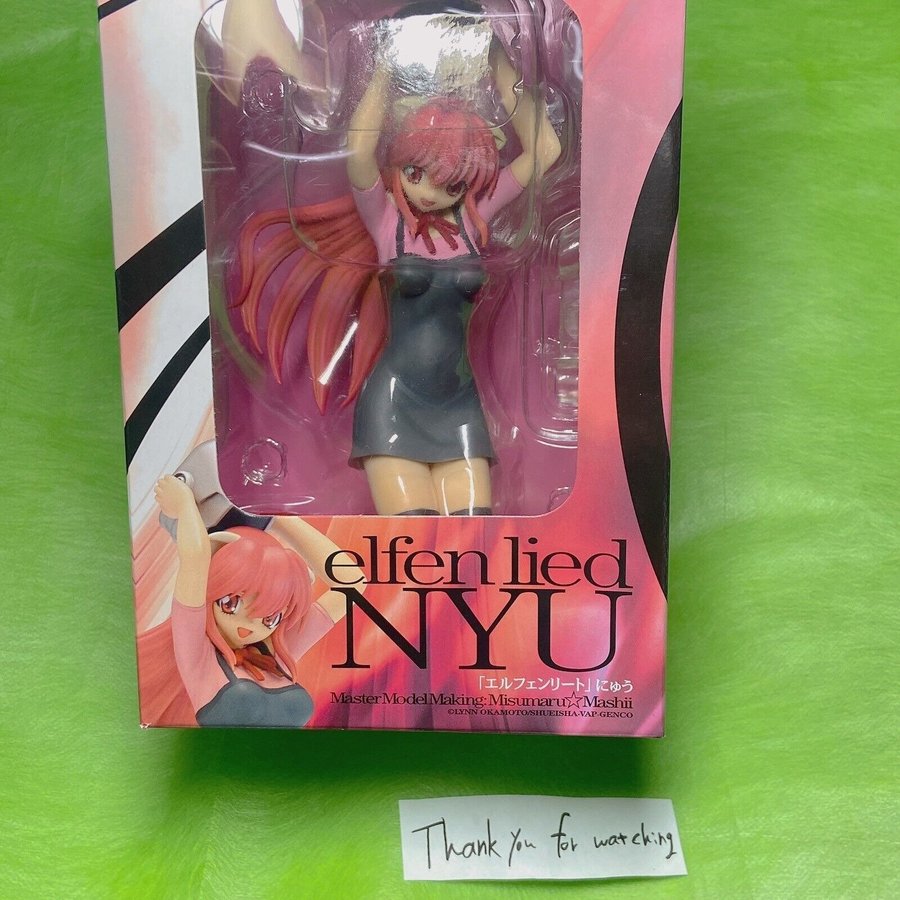 elfen lied
NYU
「エルフェンリート」にゅう
Master Model Making: Misumaru☆Mashii
©LYNN OKAMOTO/SHUEISHA・VAP・GENCO
Thank you for watching